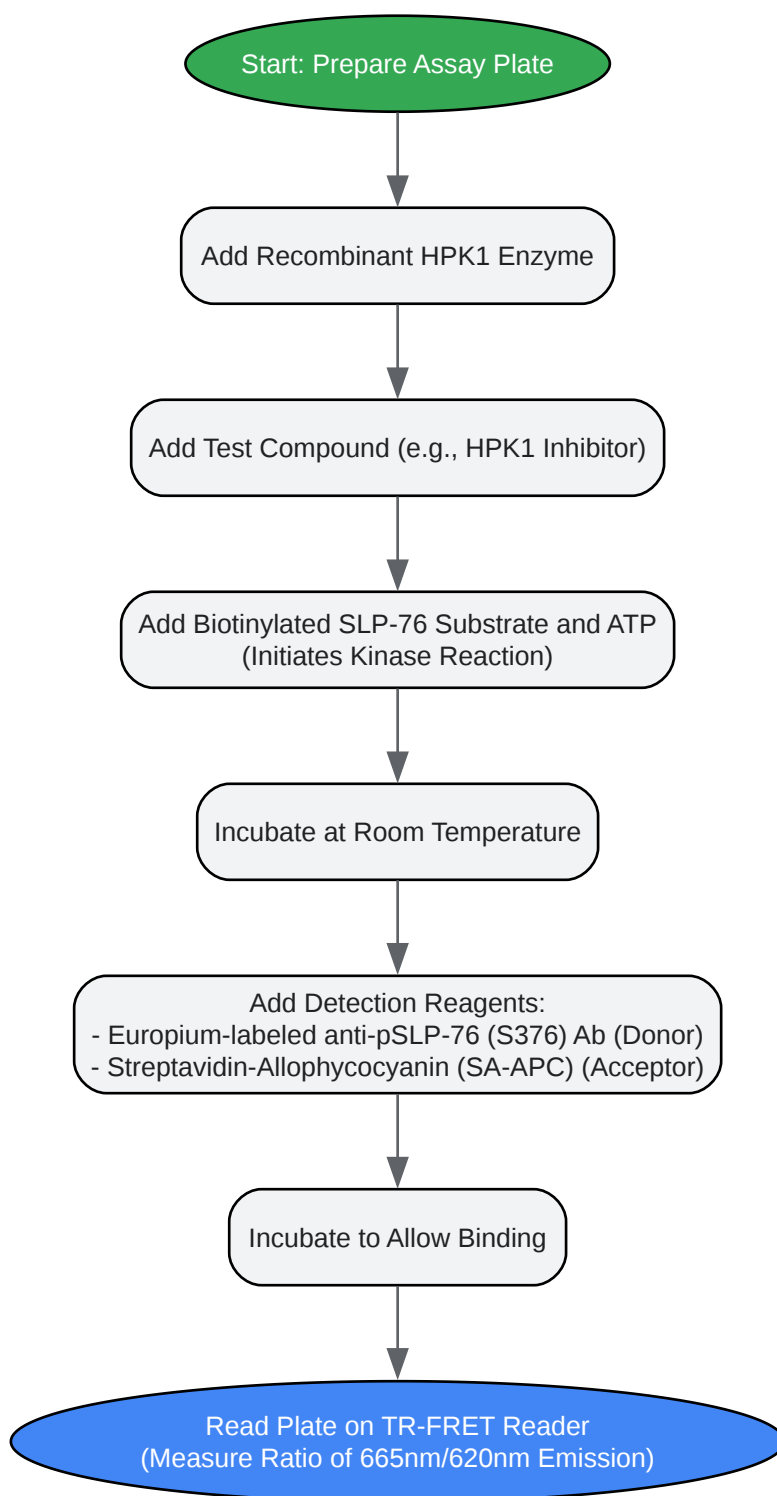 Start: Prepare Assay Plate
Add Recombinant HPK1 Enzyme
Add Test Compound (e.g., HPK1 Inhibitor)
Add Biotinylated SLP-76 Substrate and ATP
(Initiates Kinase Reaction)
Incubate at Room Temperature
Add Detection Reagents:
- Europium-labeled anti-pSLP-76 (S376) Ab (Donor)
- Streptavidin-Allophycocyanin (SA-APC) (Acceptor)
Incubate to Allow Binding
Read Plate on TR-FRET Reader
(Measure Ratio of 665nm/620nm Emission)